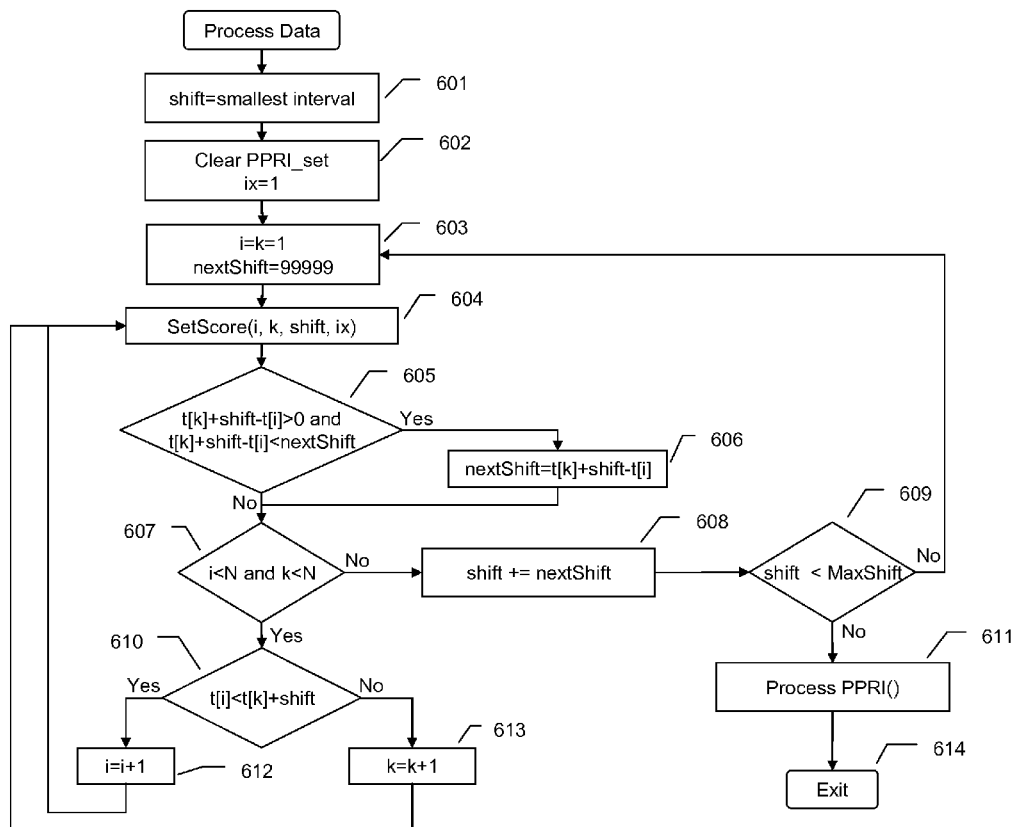 Process Data
shift=smallest interval
601
Clear PPRI_set
ix=1
602
i=k=1
nextShift=99999
603
SetScore(i, k, shift, ix)
604
t[k]+shift-t[i]>0 and
t[k]+shift-t[i]<nextShift
605
Yes
nextShift=t[k]+shift-t[i]
606
No
607
i<N and k<N
No
shift += nextShift
608
shift < MaxShift
609
No
Yes
No
610
t[i]<t[k]+shift
Yes
No
Process PPRI()
611
i=i+1
612
k=k+1
613
Exit
614